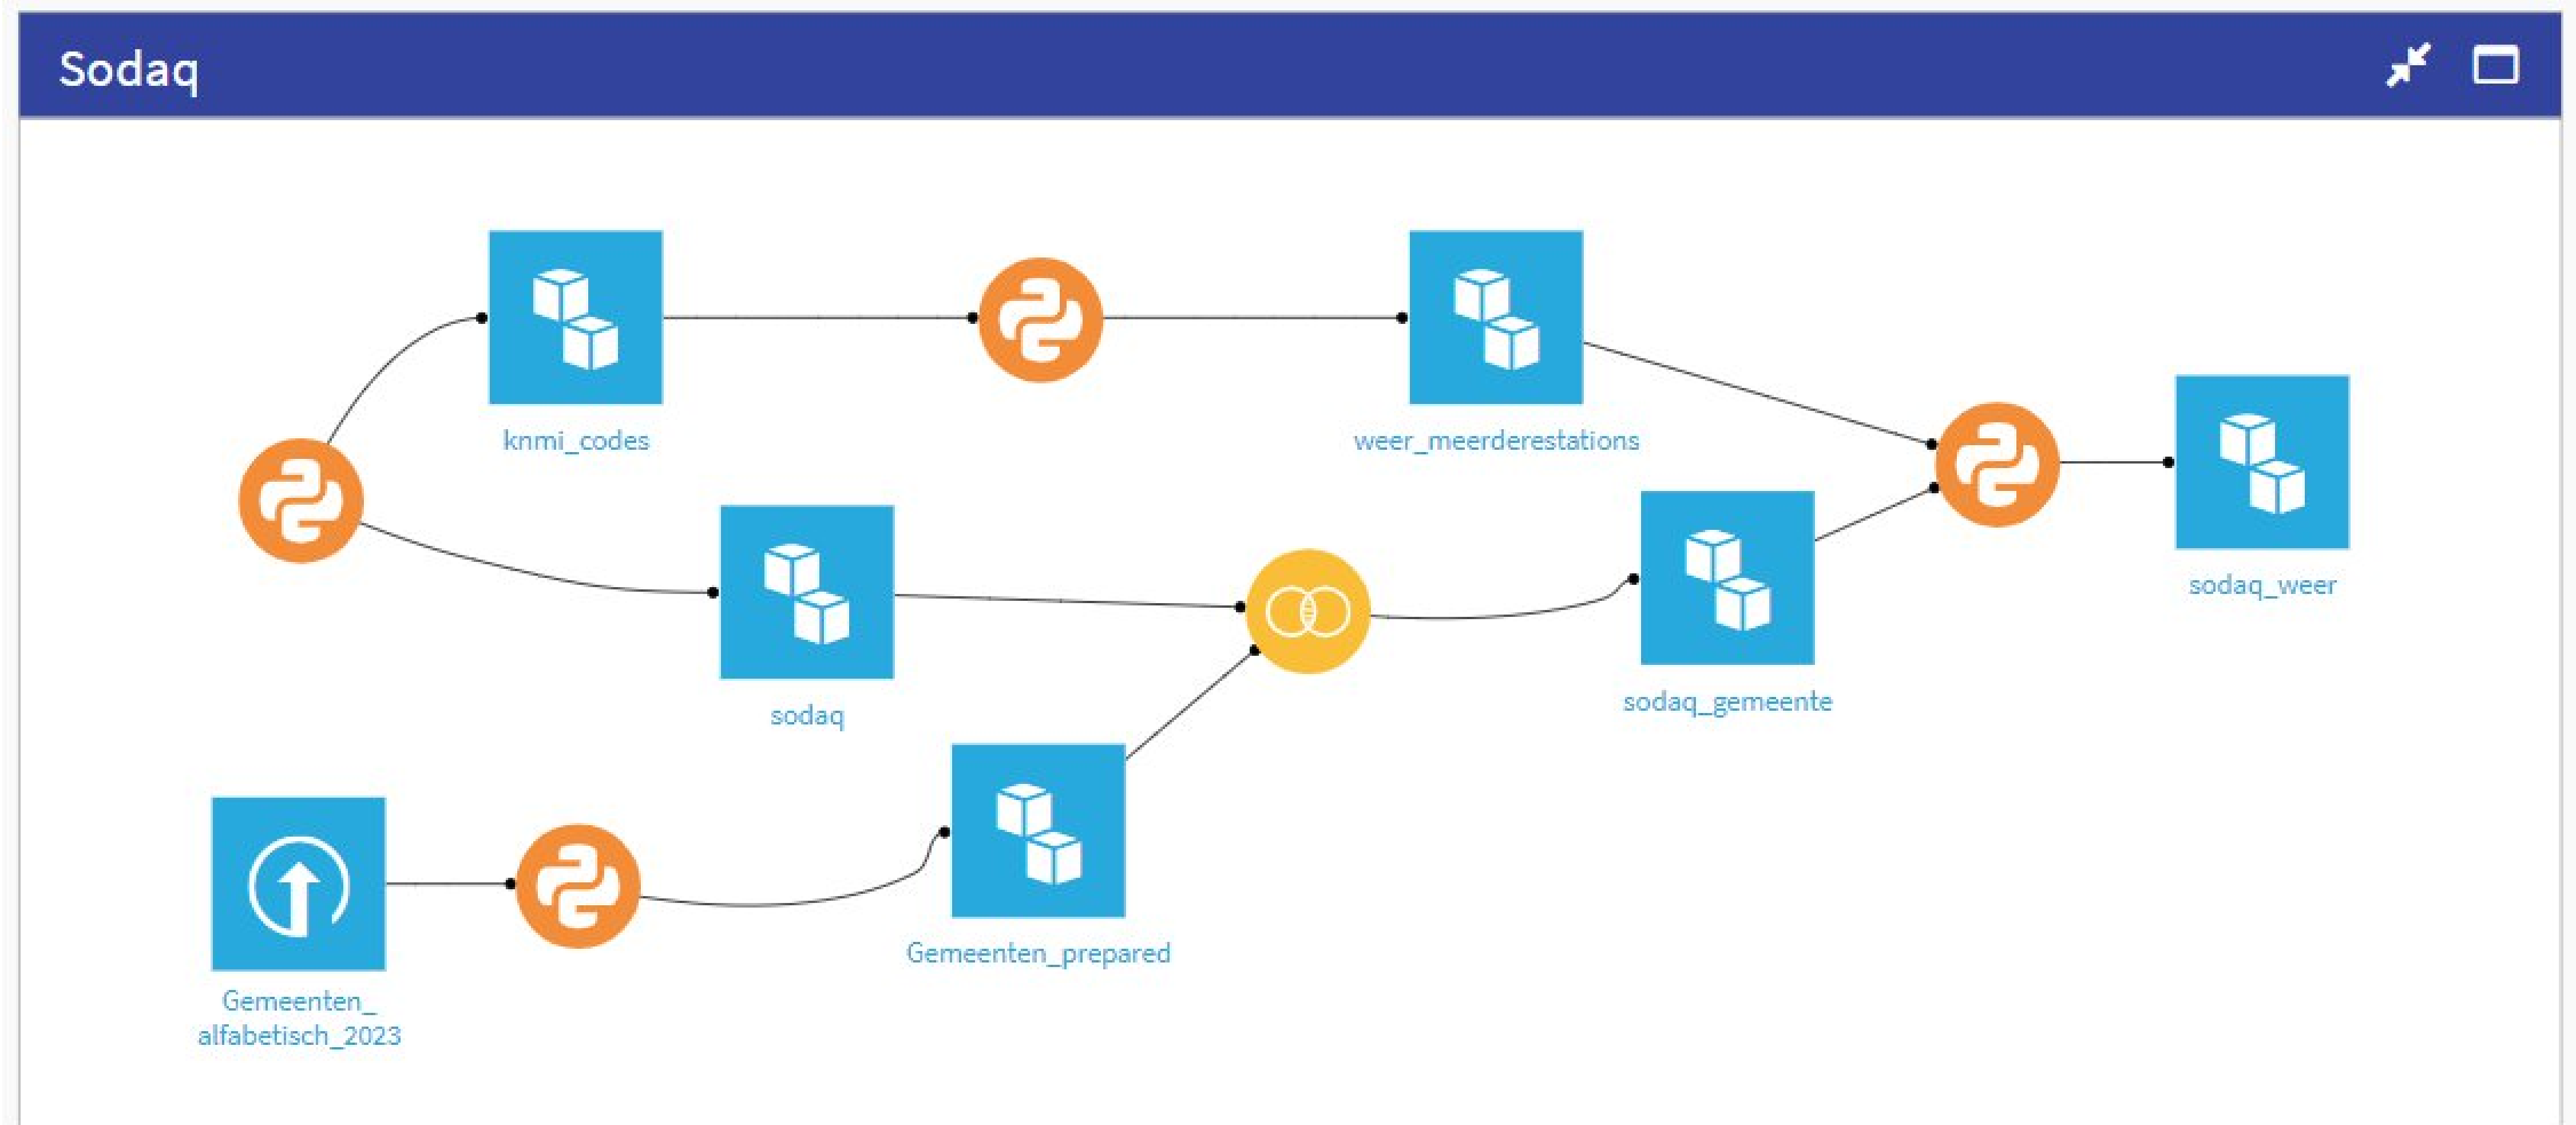 Sodaq
knmi_codes
weer_meerderestations
sodaq_weer
sodaq
sodaq_gemeente
Gemeenten_prepared
Gemeenten_
alfabetisch_2023